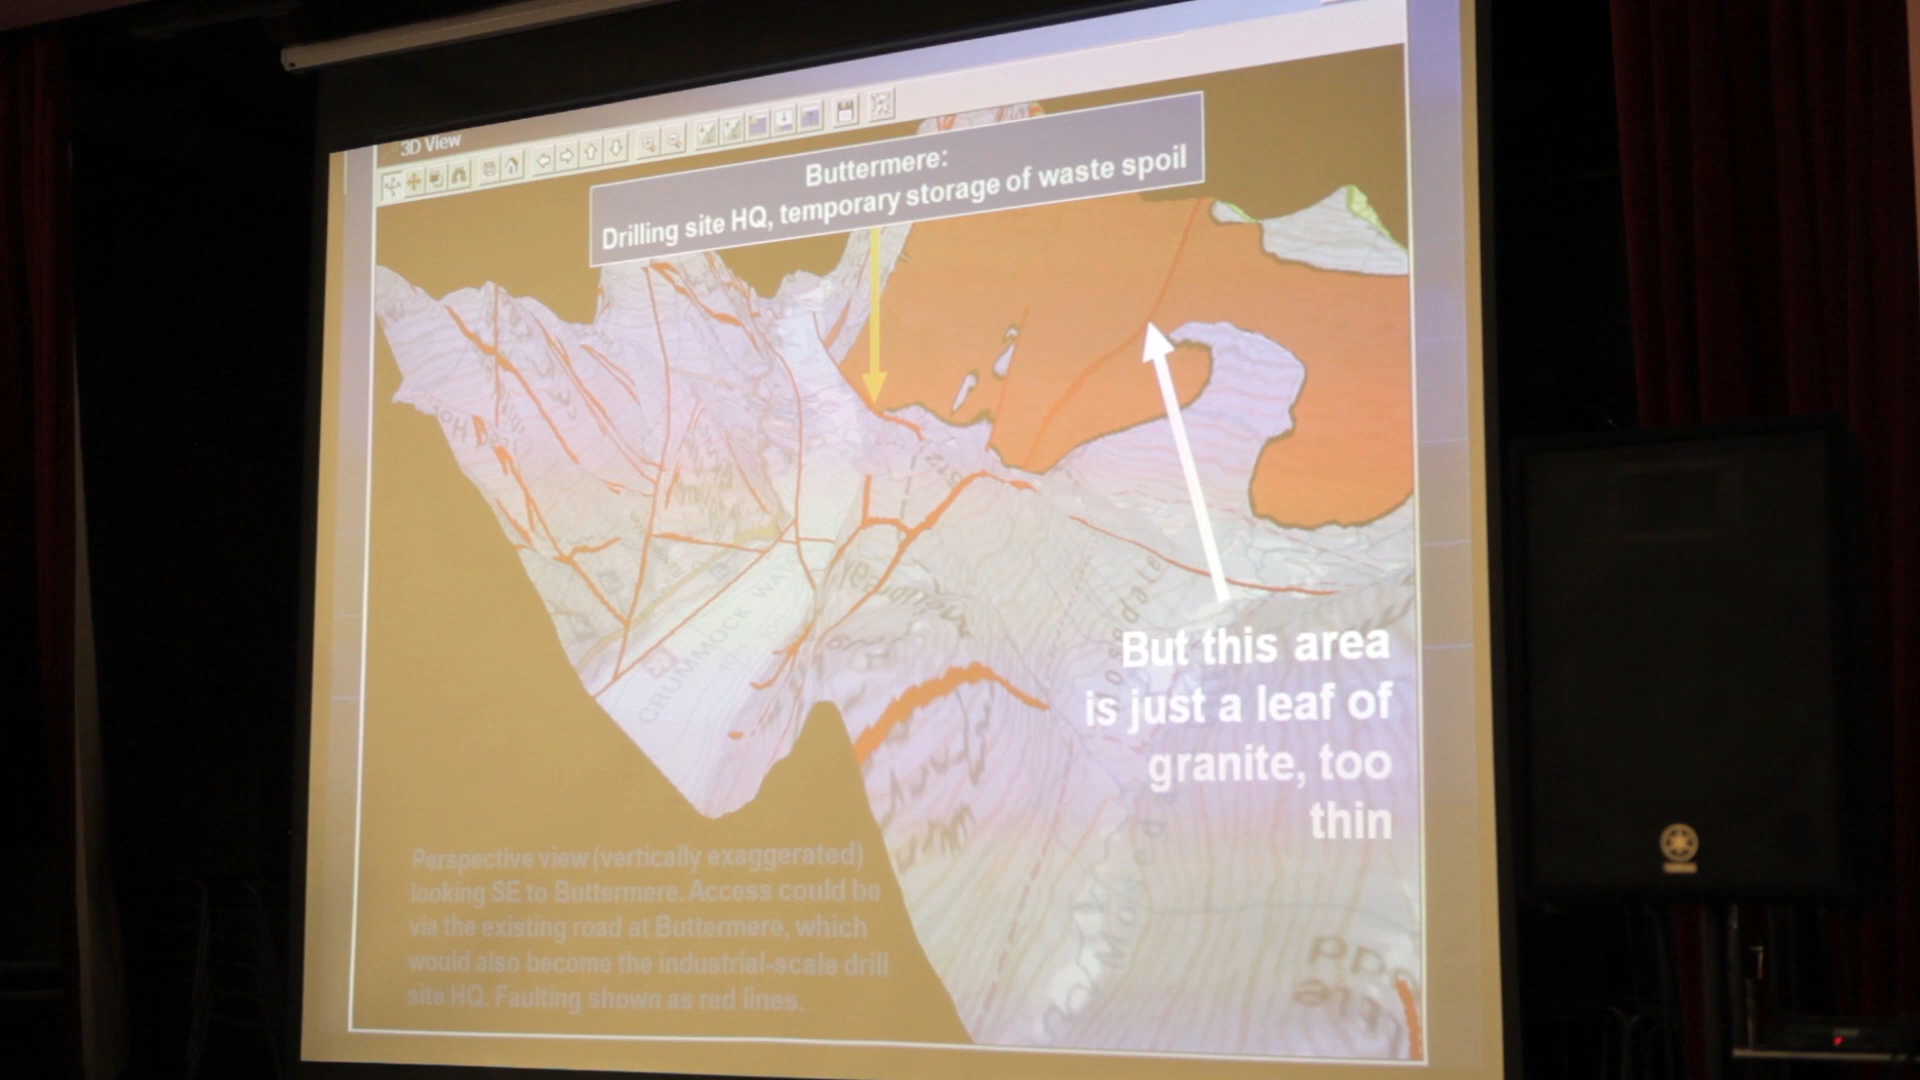 3D View
Buttermere:
Drilling site HQ, temporary storage of waste spoil
CRUMMOCK WAT
But this area
is just a leaf of
granite, too
thin
Perspective view (vertically exaggerated)
looking SE to Buttermere. Access could be
via the existing road at Buttermere, which
would also become the industrial-scale drill
site HQ. Faulting shown as red lines.